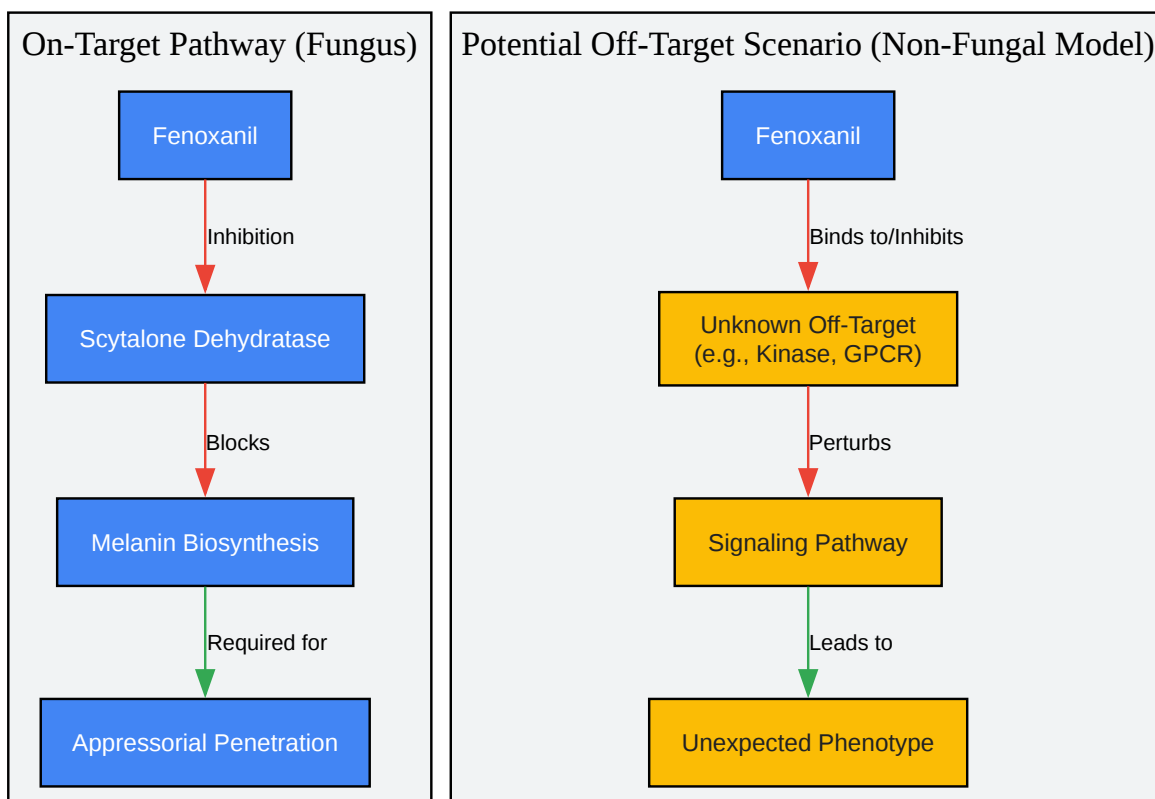 On-Target Pathway (Fungus)
Fenoxanil
Inhibition
Scytalone Dehydratase
Blocks
Melanin Biosynthesis
Required for
Appressorial Penetration
Potential Off-Target Scenario (Non-Fungal Model)
Fenoxanil
Binds to/Inhibits
Unknown Off-Target
(e.g., Kinase, GPCR)
Perturbs
Signaling Pathway
Leads to
Unexpected Phenotype